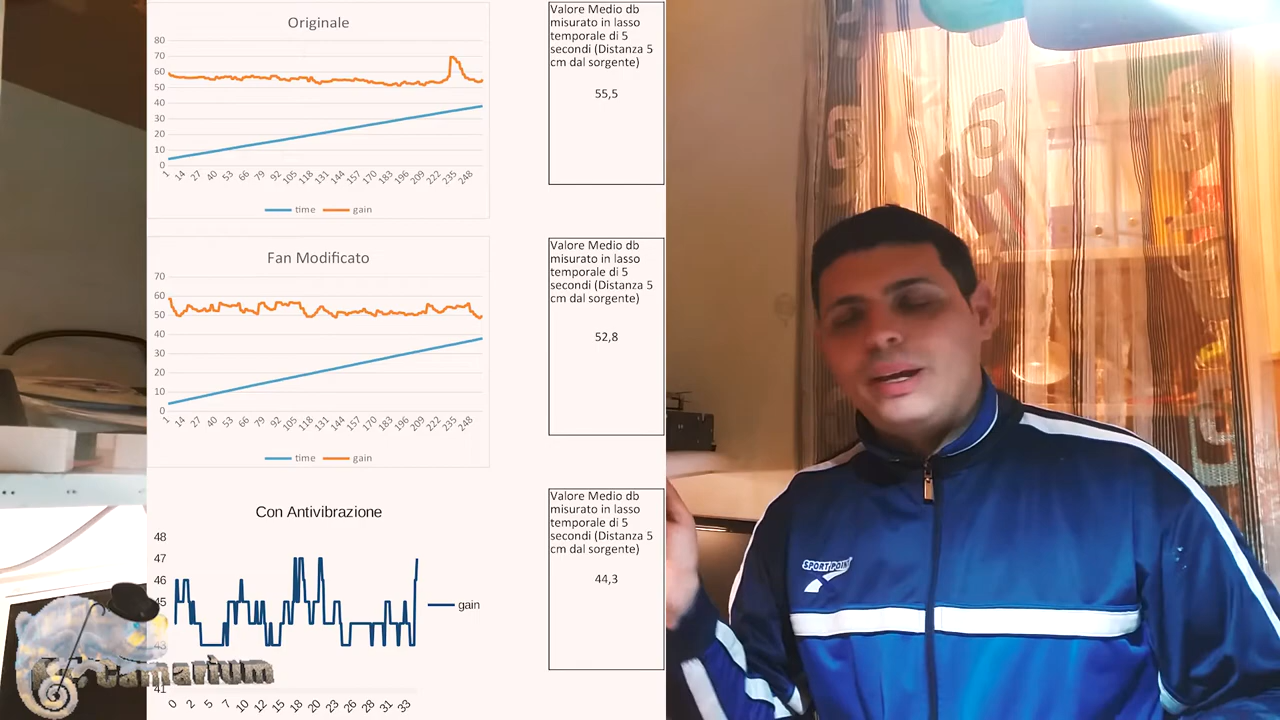 Originale
80
70
60
50
40
30
20
10
0
1 14 27 40 53 66 79 92 105 118 131 144 157 170 183 196 209 222 235 248
time gain
Valore Medio db
misurato in lasso
temporale di 5
secondi (Distanza 5
cm dal sorgente)
55,5
Fan Modificato
70
60
50
40
30
20
10
0
1 14 27 40 53 66 79 92 105 118 131 144 157 170 183 196 209 222 235 248
time gain
Valore Medio db
misurato in lasso
temporale di 5
secondi (Distanza 5
cm dal sorgente)
52,8
Con Antivibrazione
48
47
46
45
43
41
0 2 5 7 10 12 15 18 20 23 26 28 31 33
gain
Valore Medio db
misurato in lasso
temporale di 5
secondi (Distanza 5
cm dal sorgente)
44,3
Camarium
SPORT POINT